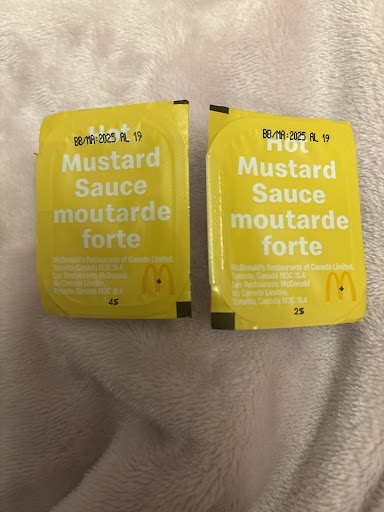 BB/MA:2025 AL 19
Hot
Mustard
Sauce
moutarde
forte
McDonald's Restaurants of Canada Limited,
Toronto, Canada M3C 3L4
Les Restaurants McDonald
du Canada Limitée,
Toronto, Canada M3C 3L4
45
BB/MA:2025 AL 19
Hot
Mustard
Sauce
moutarde
forte
McDonald's Restaurants of Canada Limited,
Toronto, Canada M3C 3L4
Les Restaurants McDonald
du Canada Limitée,
Toronto, Canada M3C 3L4
25